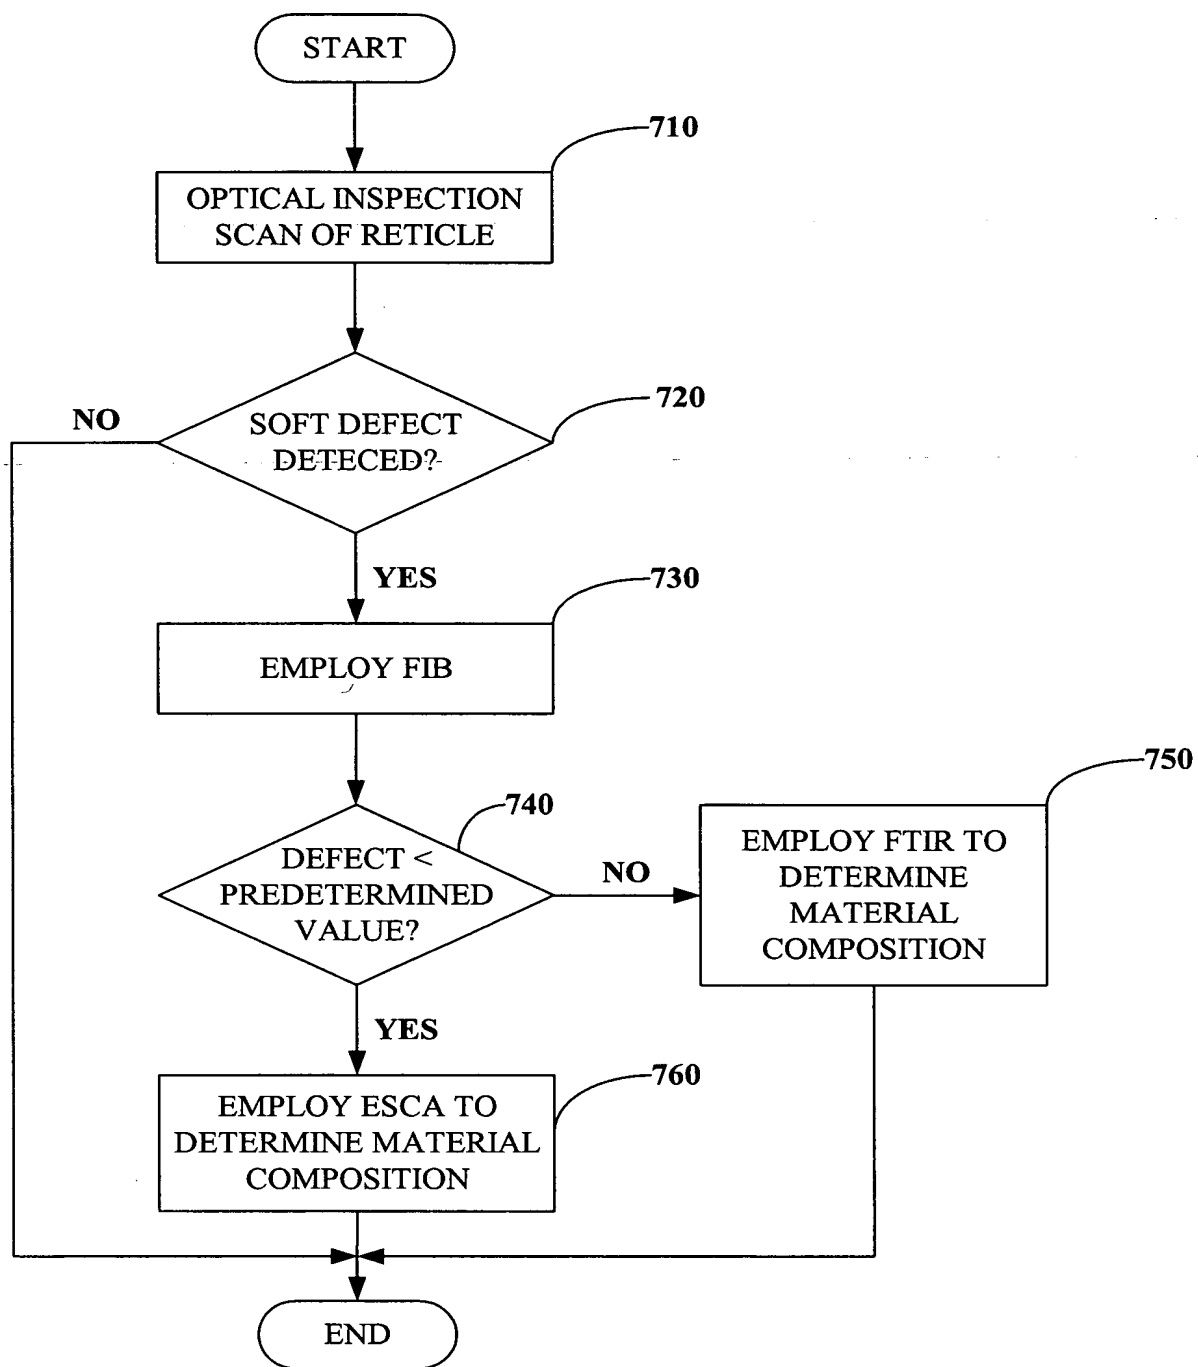 START
710
OPTICAL INSPECTION
SCAN OF RETICLE
720
NO
SOFT DEFECT
DETECED?
YES
730
EMPLOY FIB
740
750
DEFECT <
PREDETERMINED
VALUE?
NO
EMPLOY FTIR TO
DETERMINE
MATERIAL
COMPOSITION
YES
760
EMPLOY ESCA TO
DETERMINE MATERIAL
COMPOSITION
END